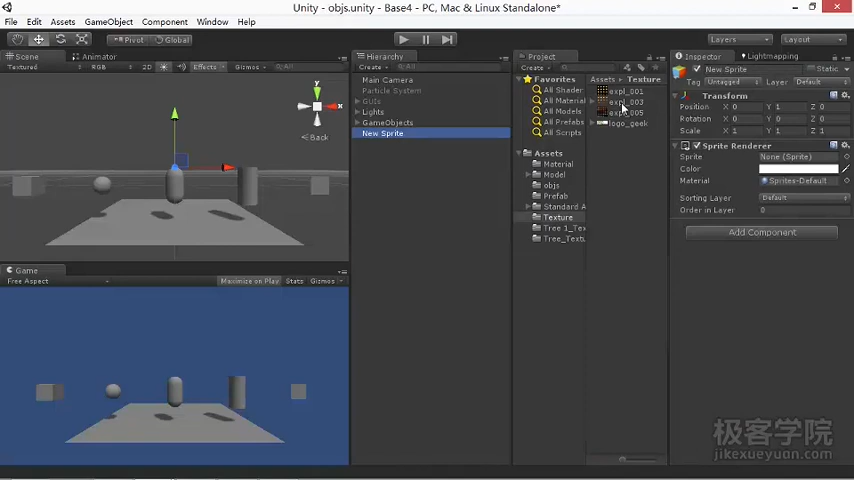 Unity - objs.unity - Base4 - PC, Mac & Linux Standalone*
File Edit Assets GameObject Component Window Help
Pivot Global Layers Layout
Scene Animator
Textured RGB 2D Effects Gizmos All
y
x
Back
Game
Free Aspect Maximize on Play Stats Gizmos
Hierarchy
Create All
Main Camera
Particle System
GUIs
Lights
GameObjects
New Sprite
Project
Create
Favorites
All Shader
All Material
All Models
All Prefabs
All Scripts
Assets
Material
Model
objs
Prefab
Standard A
Texture
Tree 1_Tex
Tree_Textu
Assets Texture
expl_001
expl_003
expl_005
logo_geek
Inspector Lightmapping
New Sprite Static
Tag Untagged Layer Default
Transform
Position X 0 Y 1 Z 0
Rotation X 0 Y 0 Z 0
Scale X 1 Y 1 Z 1
Sprite Renderer
Sprite None (Sprite)
Color
Material Sprites-Default
Sorting Layer Default
Order in Layer 0
Add Component
极客学院
jikexueyuan.com